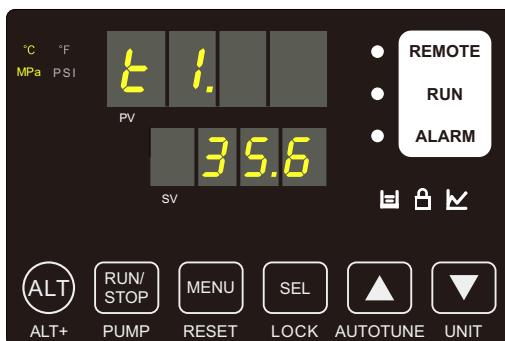 °C °F
MPa PSI
t1.
PV
35.6
SV
REMOTE
RUN
ALARM
ALT
RUN/
STOP
MENU
SEL
ALT+ PUMP RESET LOCK AUTOTUNE UNIT